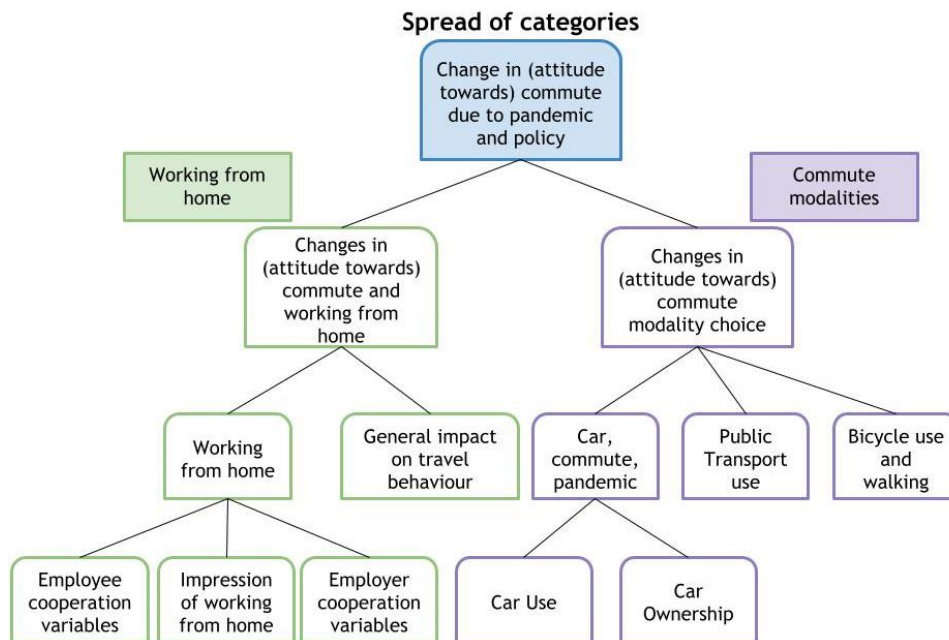 Spread of categories
Change in (attitude
towards) commute
due to pandemic
and policy
Working from
home
Commute
modalities
Changes in
(attitude towards)
commute and
working from
home
Changes in
(attitude towards)
commute
modality choice
Working
from home
General impact
on travel
behaviour
Car,
commute,
pandemic
Public
Transport
use
Bicycle use
and
walking
Employee
cooperation
variables
Impression
of working
from home
Employer
cooperation
variables
Car Use
Car
Ownership